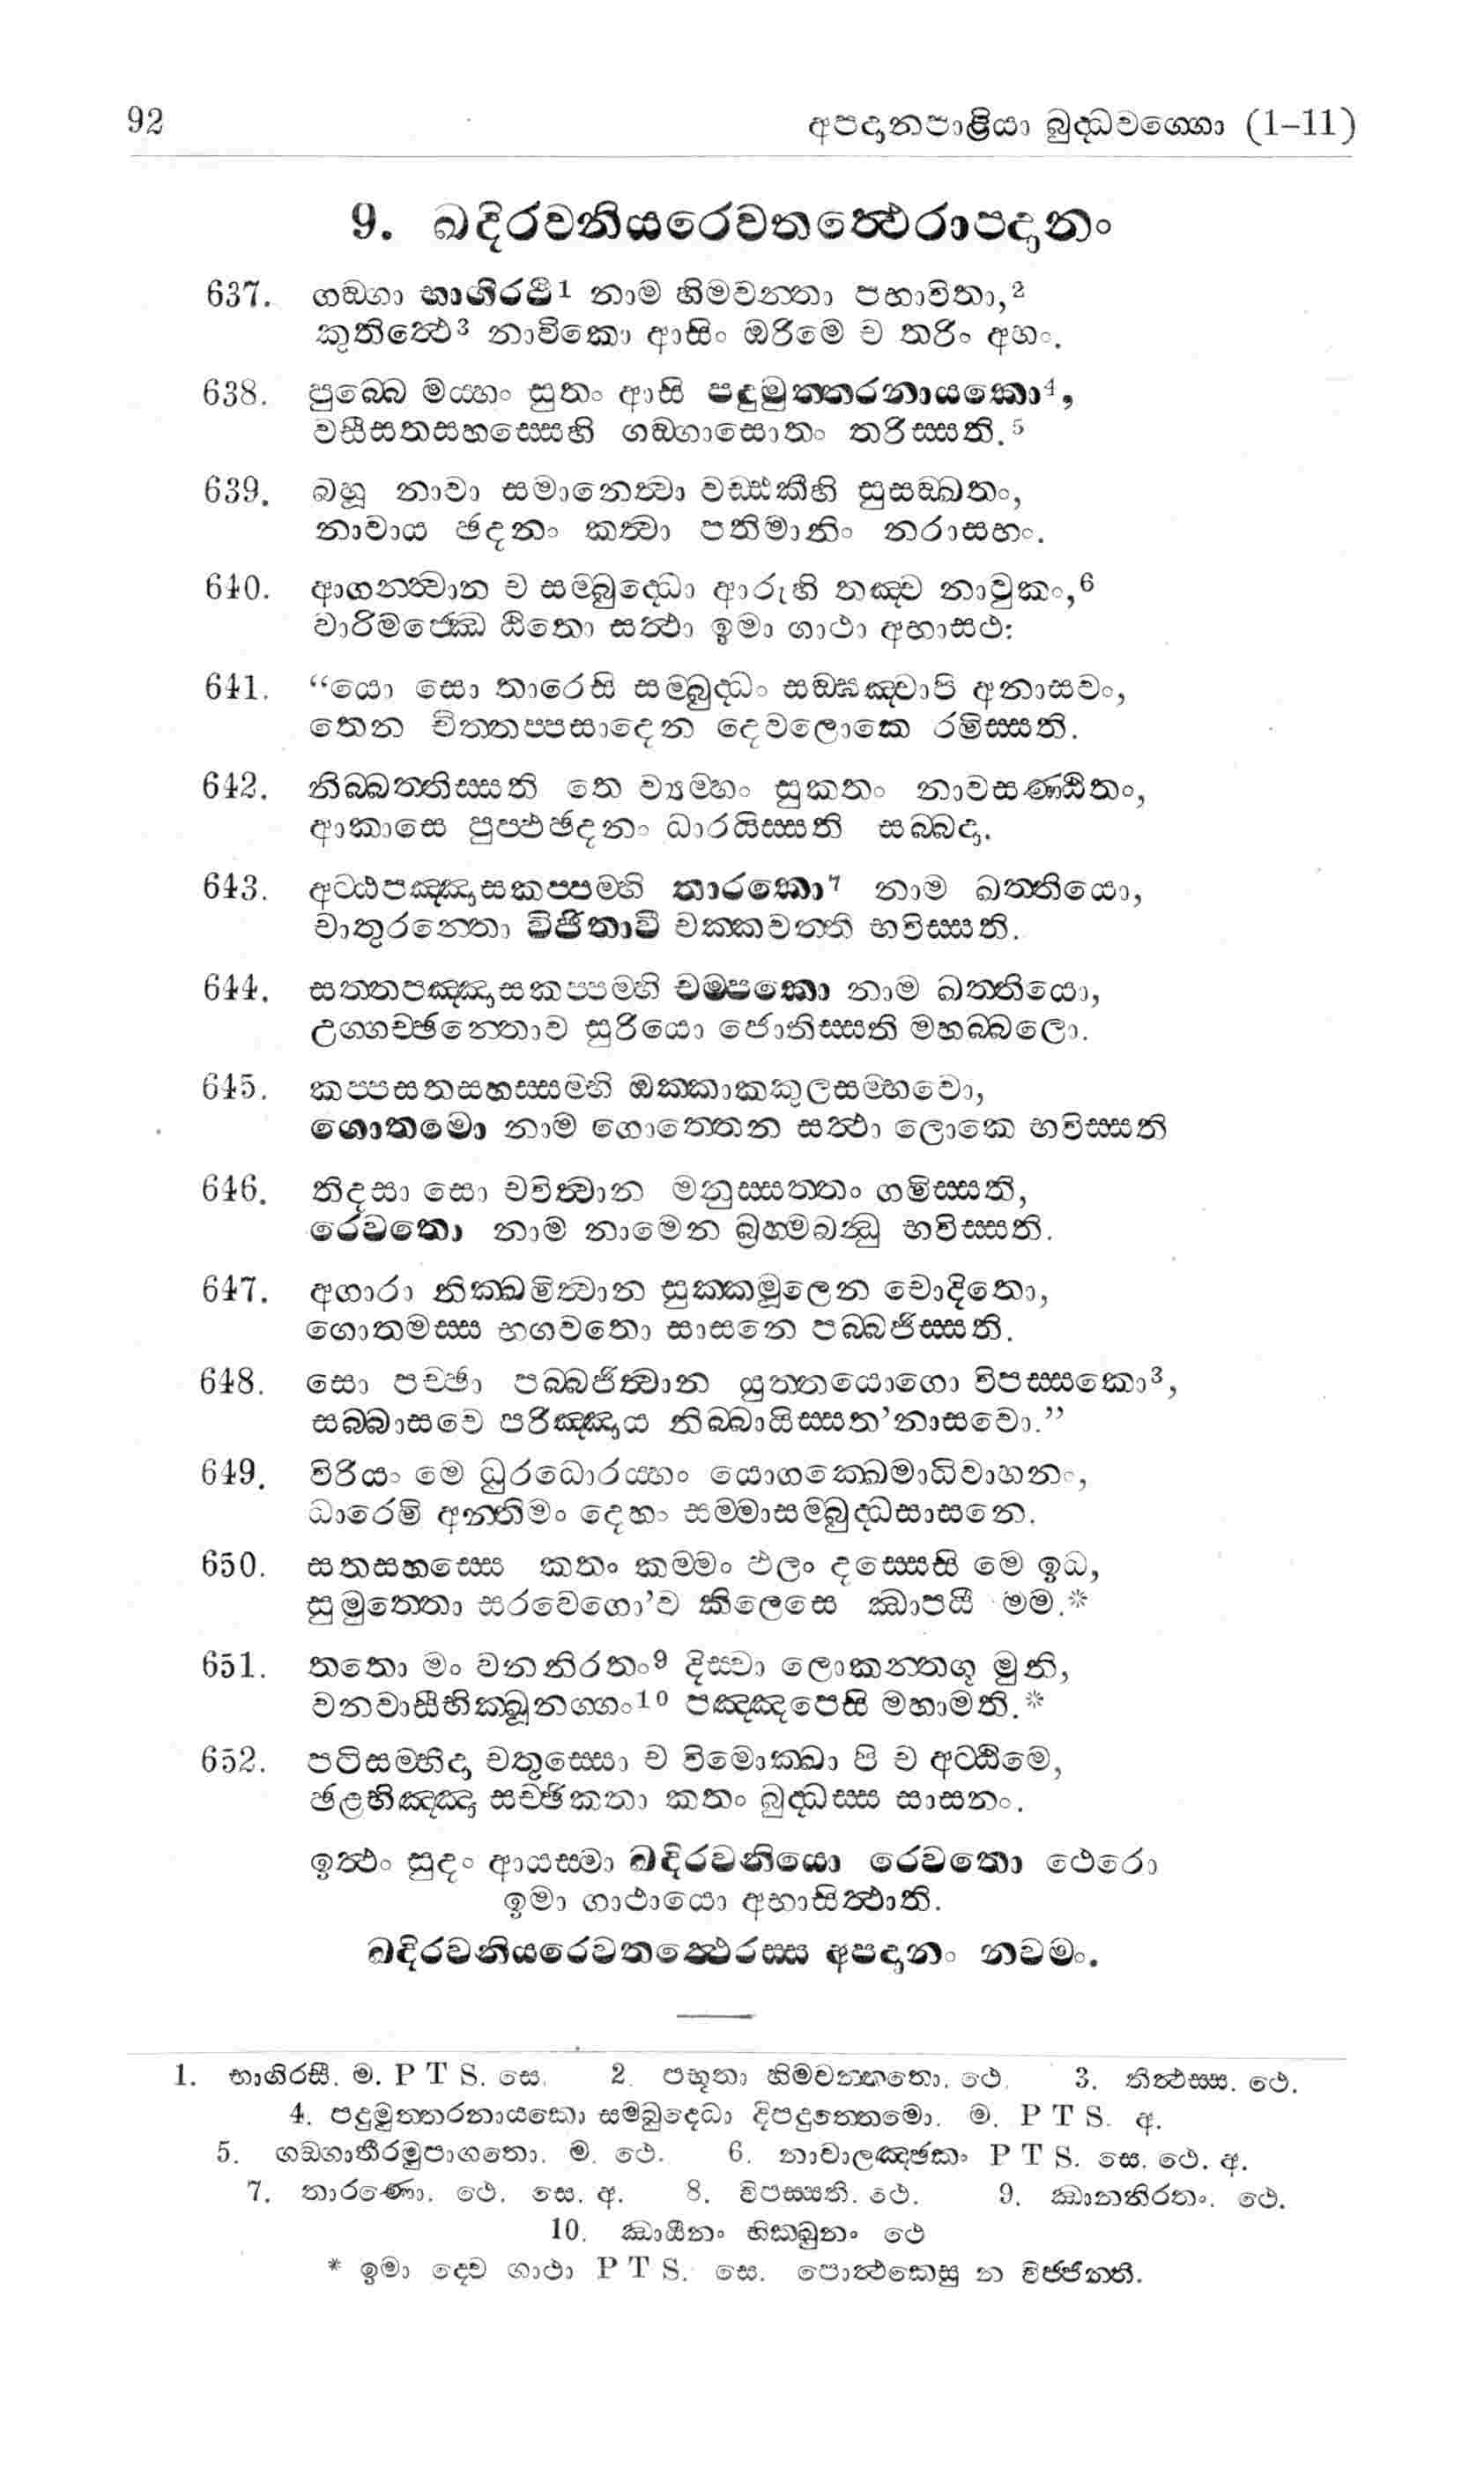 92 අපදානපාළියා බුද්ධවග්ගො (1–11)
9. ඛදිරවනියරෙවතත්ථෙරාපදානං
637. ගඞ්ගා භාගිරථී1 නාම හිමවන්තා පභාවිතා,2
කුතිත්ථෙ3 නාවිකො ආසිං ඔරිමෙ ච තරිං අහං.
638. පුබ්බෙ මය්හං සුතං ආසි පදුමුත්තරනායකො4,
වසීසතසහස්සෙහි ගඞ්ගාසොතං තරිස්සති.5
639. බහූ නාවා සමානෙත්වා වඩ්ඪකීහි සුසඞ්ඛතං,
නාවාය ඡදනං කත්වා පතිමානිං නරාසභං.
640. ආගන්ත්වාන ච සම්බුද්ධො ආරුහි තඤ්ච නාවුකං,6
වාරිමජ්ඣෙ ඨිතො සත්ථා ඉමා ගාථා අභාසථ:
641. “යො සො තාරෙසි සම්බුද්ධං සඞ්ඝඤ්චාපි අනාසවං,
තෙන චිත්තප්පසාදෙන දෙවලොකෙ රමිස්සති.
642. නිබ්බත්තිස්සති තෙ ව්‍යම්හං සුකතං නාවසණ්ඨිතං,
ආකාසෙ පුප්ඵඡදනං ධාරයිස්සති සබ්බදා.
643. අට්ඨපඤ්ඤාසකප්පම්හි තාරකො7 නාම ඛත්තියො,
චාතුරන්තො විජිතාවී චක්කවත්ති භවිස්සති.
644. සත්තපඤ්ඤාසකප්පම්හි චම්පකො නාම ඛත්තියො,
උග්ගච්ඡන්තොව සුරියො ජොතිස්සති මහබ්බලො.
645. කප්පසතසහස්සම්හි ඔක්කාකකුලසම්භවො,
ගොතමො නාම ගොත්තෙන සත්ථා ලොකෙ භවිස්සති
646. තිදසා සො චවිත්වාන මනුස්සත්තං ගමිස්සති,
රෙවතො නාම නාමෙන බ්‍රහ්මබන්ධු භවිස්සති.
647. අගාරා නික්ඛමිත්වාන සුක්කමූලෙන චොදිතො,
ගොතමස්ස භගවතො සාසනෙ පබ්බජිස්සති.
648. සො පච්ඡා පබ්බජිත්වාන යුත්තයොගො විපස්සකො3,
සබ්බාසවෙ පරිඤ්ඤාය නිබ්බායිස්සත’නාසවො.”
649. විරියං මෙ ධුරධොරය්හං යොගක්ඛෙමාධිවාහනං,
ධාරෙමි අන්තිමං දෙහං සම්මාසම්බුද්ධසාසනෙ.
650. සතසහස්සෙ කතං කම්මං ඵලං දස්සෙසි මෙ ඉධ,
සුමුත්තො සරවෙගො’ව කිලෙසෙ ඣාපයී මම.*
651. තතො මං වනනිරතං9 දිස්වා ලොකන්තගූ මුනි,
වනවාසීභික්ඛූනග්ගං10 පඤ්ඤපෙසි මහාමති.*
652. පටිසම්භිදා චතුස්සො ච විමොක්ඛා පි ච අට්ඨිමෙ,
ඡළභිඤ්ඤා සච්ඡිකතා කතං බුද්ධස්ස සාසනං.
ඉත්ථං සුදං ආයස්මා ඛදිරවනියො රෙවතො ථෙරො
ඉමා ගාථායො අභාසිත්ථාති.
ඛදිරවනියරෙවතත්ථෙරස්ස අපදානං නවමං.
1. භාගිරසී. ම. P T S. සෙ. 2. පභූතා හිමවන්තතො. ථෙ. 3. තිත්ථස්ස. ථෙ.
4. පදුමුත්තරනායකො සම්බුද්ධො ද්විපදුත්තමො. ම. P T S. අ.
5. ගඞ්ගාතීරමුපාගතො. ම. ථෙ. 6. නාවාලඤ්ඡකං P T S. සෙ. ථෙ. අ.
7. තාරණො. ථෙ. සෙ. අ. 8. විපස්සති. ථෙ. 9. ඣානනිරතං. ථෙ.
10. ඣායීනං භික්ඛුනං ථෙ
* ඉමා ද්වෙ ගාථා P T S. සෙ. පොත්ථකෙසු න විජ්ජන්ති.